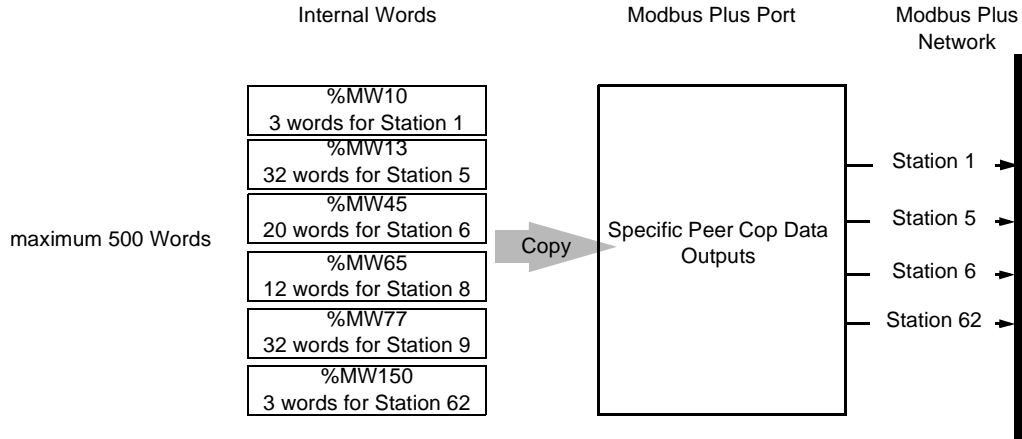 Internal Words
Modbus Plus Port
Modbus Plus
Network
%MW10
3 words for Station 1
%MW13
32 words for Station 5
%MW45
20 words for Station 6
%MW65
12 words for Station 8
%MW77
32 words for Station 9
%MW150
3 words for Station 62
maximum 500 Words
Copy
Specific Peer Cop Data
Outputs
Station 1
Station 5
Station 6
Station 62